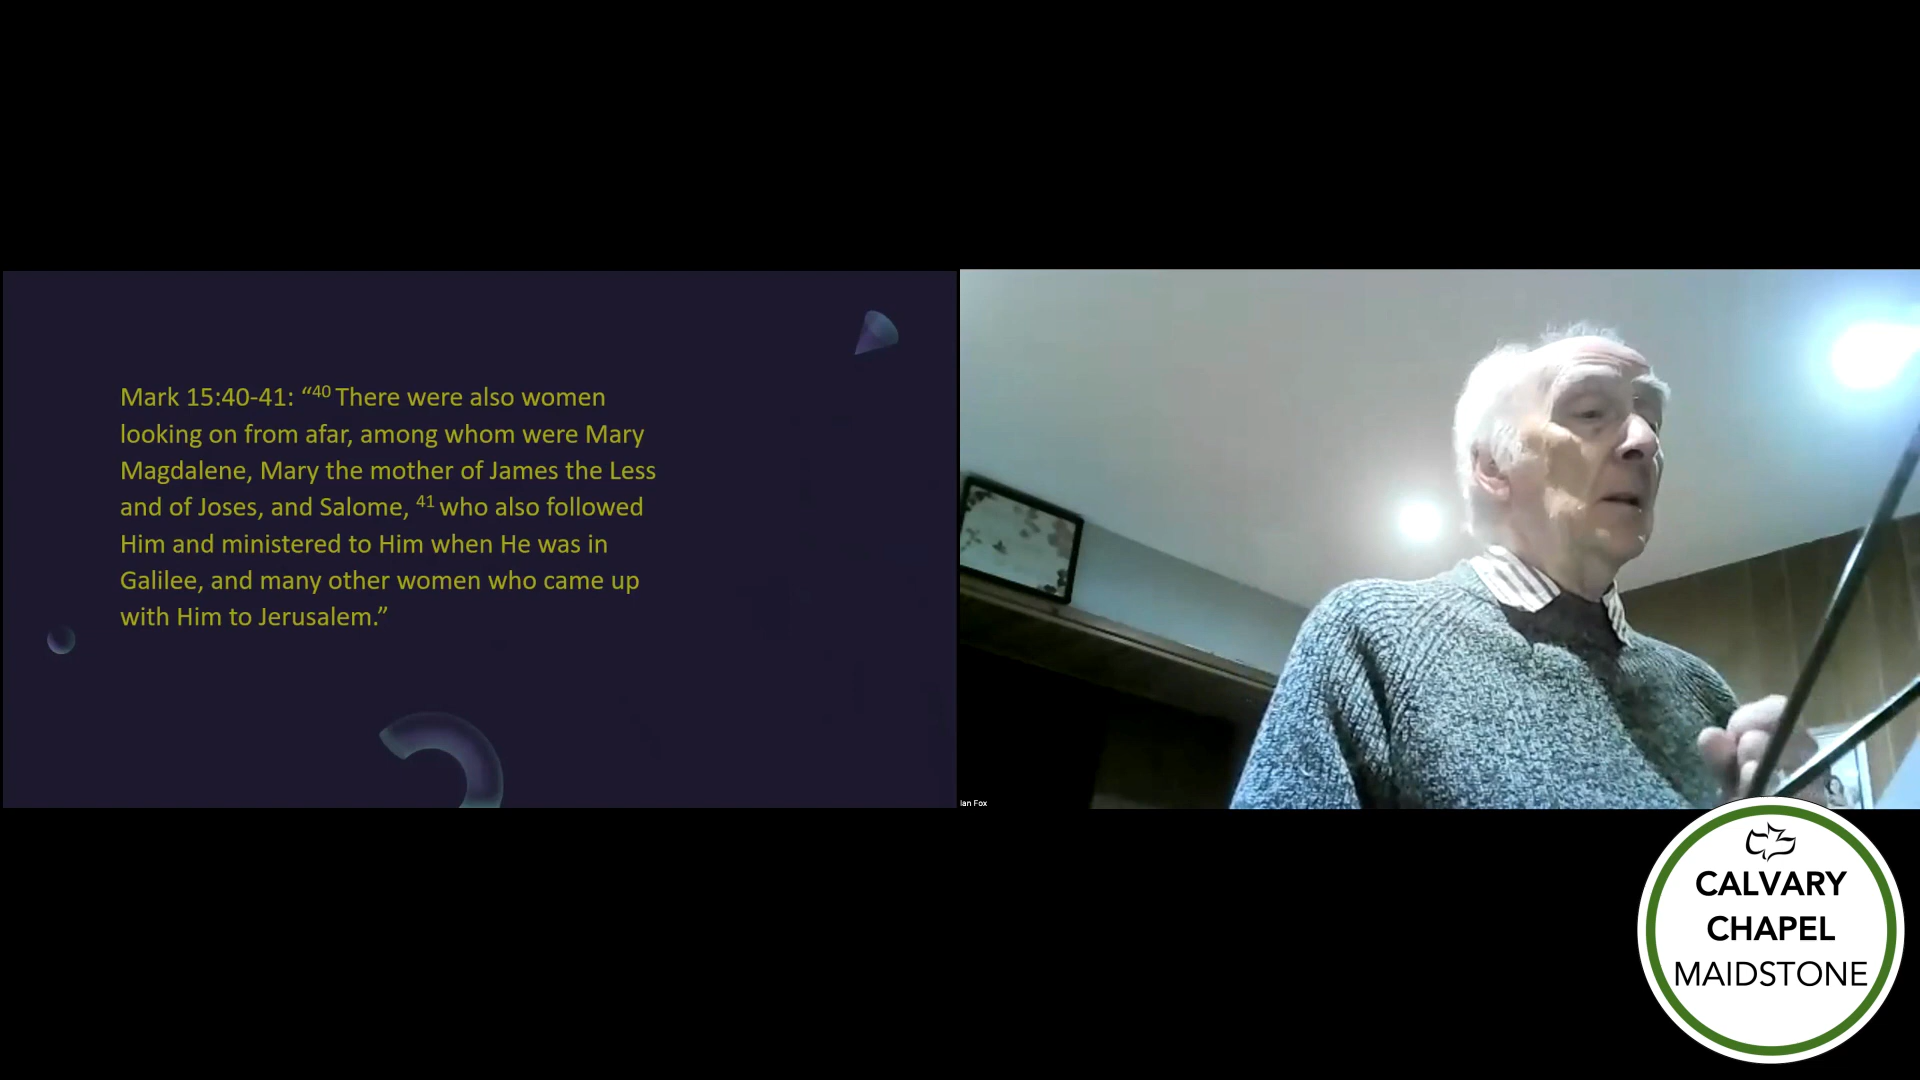 Mark 15:40-41: “40 There were also women
looking on from afar, among whom were Mary
Magdalene, Mary the mother of James the Less
and of Joses, and Salome, 41 who also followed
Him and ministered to Him when He was in
Galilee, and many other women who came up
with Him to Jerusalem.”
Ian Fox
CALVARY
CHAPEL
MAIDSTONE